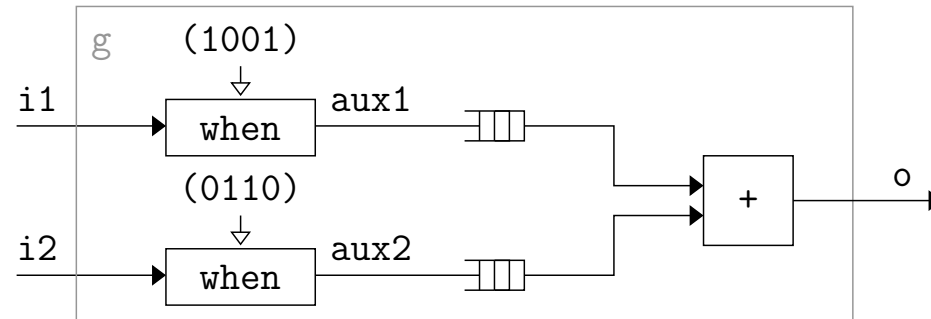 g (1001)
i1 when aux1
(0110) + o
i2 when aux2